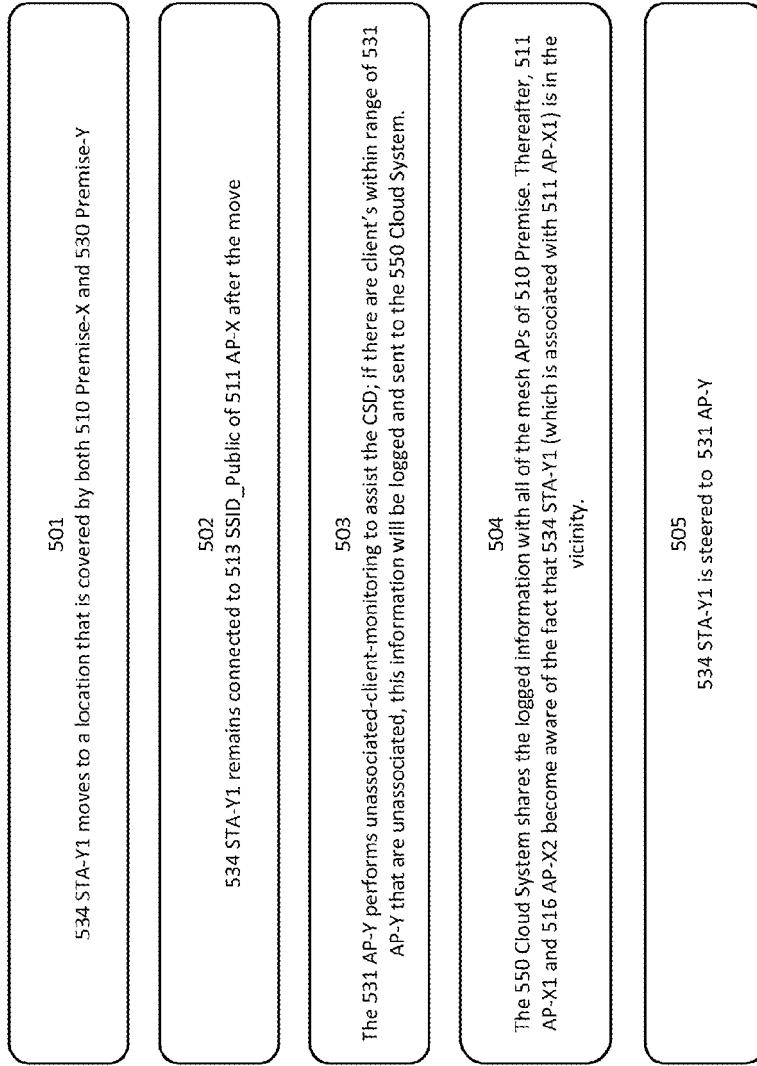 501
534 STA-Y1 moves to a location that is covered by both 510 Premise-X and 530 Premise-Y
502
534 STA-Y1 remains connected to 513 SSID_Public of 511 AP-X after the move
503
The 531 AP-Y performs unassociated-client-monitoring to assist the CSD; if there are client's within range of 531
AP-Y that are unassociated, this information will be logged and sent to the 550 Cloud System.
504
The 550 Cloud System shares the logged information with all of the mesh APs of 510 Premise. Thereafter, 511
AP-X1 and 516 AP-X2 become aware of the fact that 534 STA-Y1 (which is associated with 511 AP-X1) is in the
vicinity.
505
534 STA-Y1 is steered to 531 AP-Y